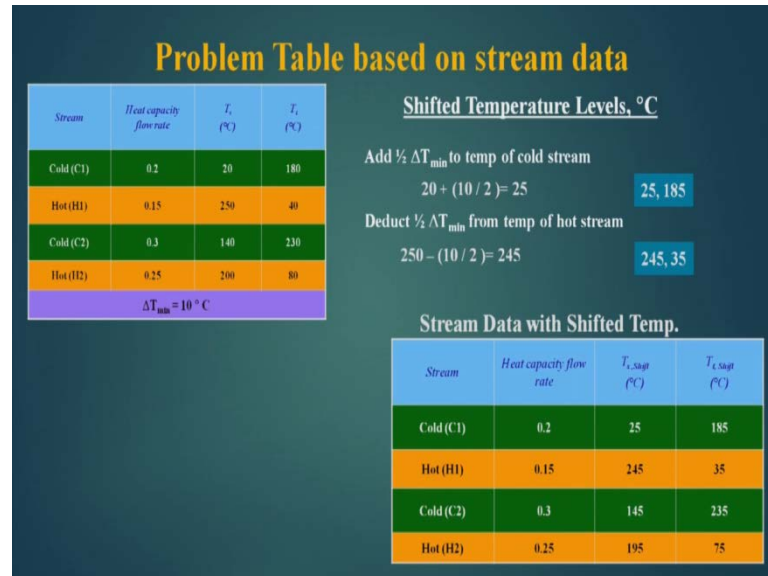 Problem Table based on stream data
Stream Heat capacity flow rate Ts (°C) Tt (°C)
Cold (C1) 0.2 20 180
Hot (H1) 0.15 250 40
Cold (C2) 0.3 140 230
Hot (H2) 0.25 200 80
ΔTmin = 10 ° C
Shifted Temperature Levels, °C
Add ½ ΔTmin to temp of cold stream
20 + (10 / 2 )= 25
25, 185
Deduct ½ ΔTmin from temp of hot stream
250 – (10 / 2 )= 245
245, 35
Stream Data with Shifted Temp.
Stream Heat capacity flow rate Ts, Shift (°C) Tt, Shift (°C)
Cold (C1) 0.2 25 185
Hot (H1) 0.15 245 35
Cold (C2) 0.3 145 235
Hot (H2) 0.25 195 75